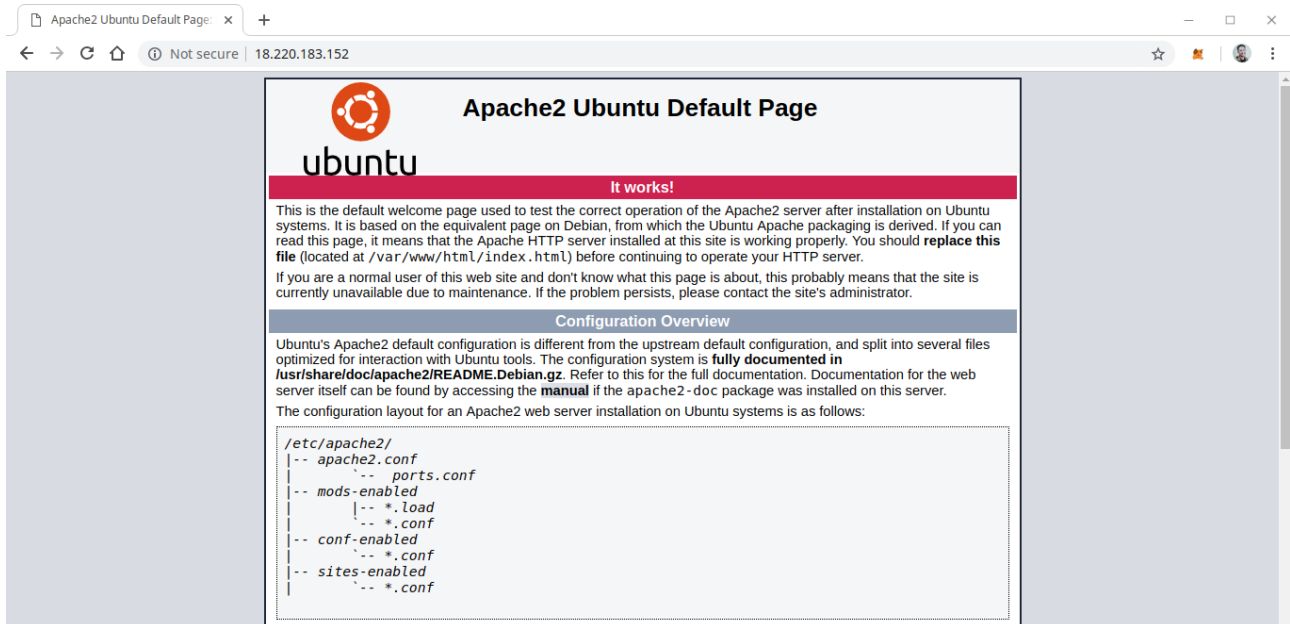 Apache2 Ubuntu Default Page:
Not secure
18.220.183.152
Apache2 Ubuntu Default Page
ubuntu
It works!
This is the default welcome page used to test the correct operation of the Apache2 server after installation on Ubuntu
systems. It is based on the equivalent page on Debian, from which the Ubuntu Apache packaging is derived. If you can
read this page, it means that the Apache HTTP server installed at this site is working properly. You should replace this
file (located at /var/www/html/index.html) before continuing to operate your HTTP server.
If you are a normal user of this web site and don't know what this page is about, this probably means that the site is
currently unavailable due to maintenance. If the problem persists, please contact the site's administrator.
Configuration Overview
Ubuntu's Apache2 default configuration is different from the upstream default configuration, and split into several files
optimized for interaction with Ubuntu tools. The configuration system is fully documented in
/usr/share/doc/apache2/README.Debian.gz. Refer to this for the full documentation. Documentation for the web
server itself can be found by accessing the manual if the apache2-doc package was installed on this server.
The configuration layout for an Apache2 web server installation on Ubuntu systems is as follows:
/etc/apache2/
|-- apache2.conf
|       `--  ports.conf
|-- mods-enabled
|       |-- *.load
|       `-- *.conf
|-- conf-enabled
|       `-- *.conf
|-- sites-enabled
|       `-- *.conf